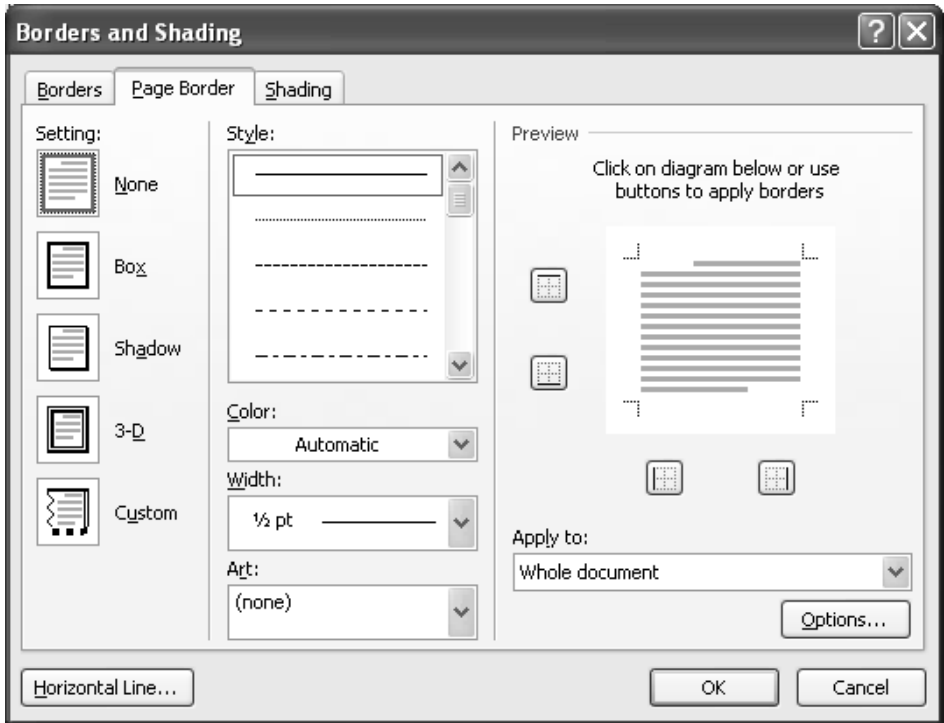 Borders and Shading
Borders
Page Border
Shading
Setting:
None
Box
Shadow
3-D
Custom
Style:
Color:
Automatic
Width:
½ pt
Art:
(none)
Preview
Click on diagram below or use
buttons to apply borders
Apply to:
Whole document
Options...
Horizontal Line...
OK
Cancel